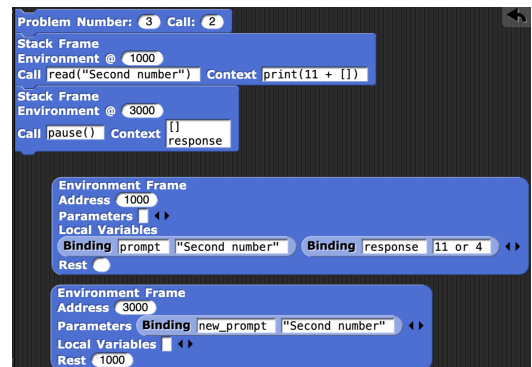 Problem Number: 3 Call: 2
Stack Frame
Environment @ 1000
Call read("Second number") Context print(11 + [])
Stack Frame
Environment @ 3000
Call pause() Context []
response
Environment Frame
Address 1000
Parameters
Local Variables
Binding prompt "Second number" Binding response 11 or 4
Rest
Environment Frame
Address 3000
Parameters Binding new_prompt "Second number"
Local Variables
Rest 1000